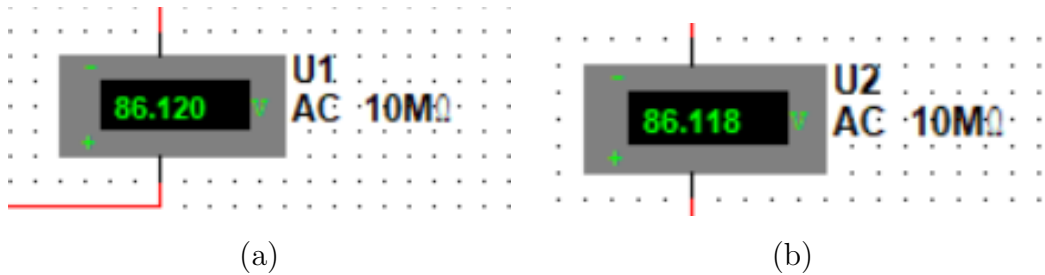 -
86.120 V
+
U1
AC 10MΩ
-
86.118 V
+
U2
AC 10MΩ
(a)
(b)